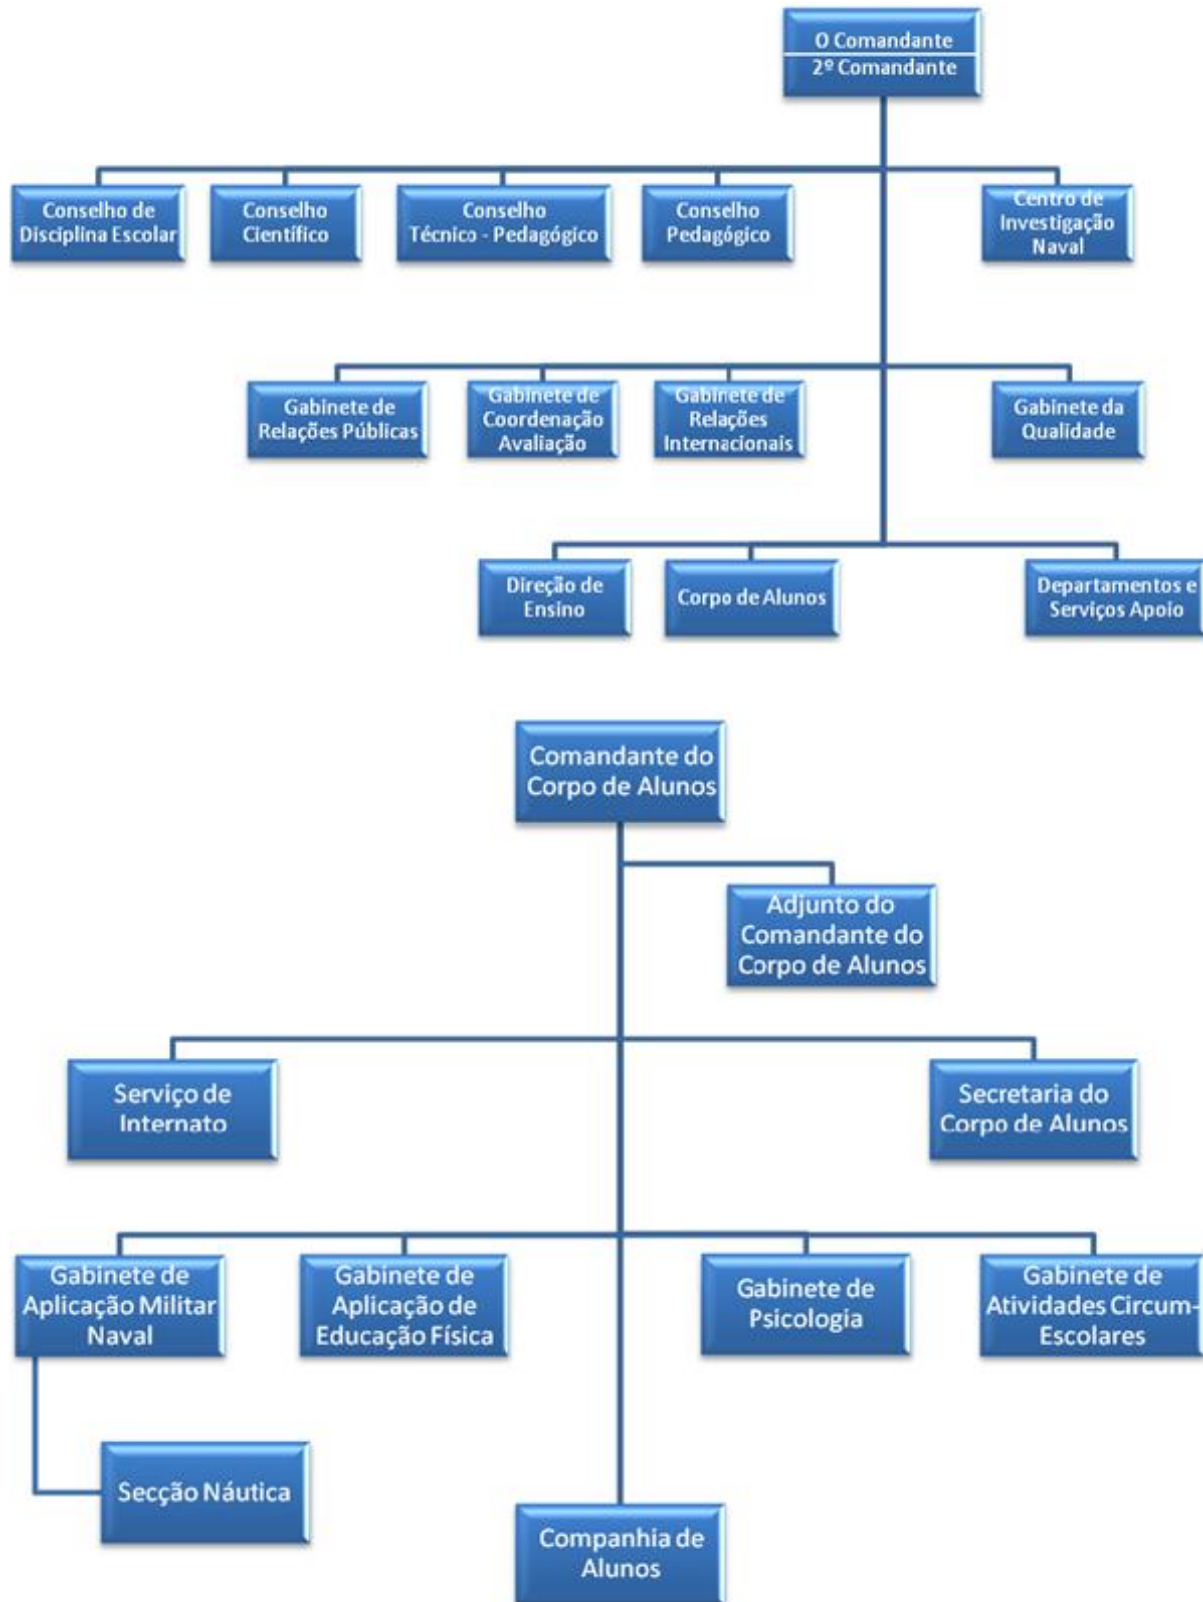 O Comandante
2º Comandante
Conselho de
Disciplina Escolar
Conselho
Científico
Conselho
Técnico - Pedagógico
Conselho
Pedagógico
Centro de
Investigação
Naval
Gabinete de
Relações Públicas
Gabinete de
Coordenação
Avaliação
Gabinete de
Relações
Internacionais
Gabinete da
Qualidade
Direção de
Ensino
Corpo de Alunos
Departamentos e
Serviços Apoio
Comandante do
Corpo de Alunos
Adjunto do
Comandante do
Corpo de Alunos
Serviço de
Internato
Secretaria do
Corpo de Alunos
Gabinete de
Aplicação Militar
Naval
Gabinete de
Aplicação de
Educação Física
Gabinete de
Psicologia
Gabinete de
Atividades Circum-
Escolares
Secção Náutica
Companhia de
Alunos